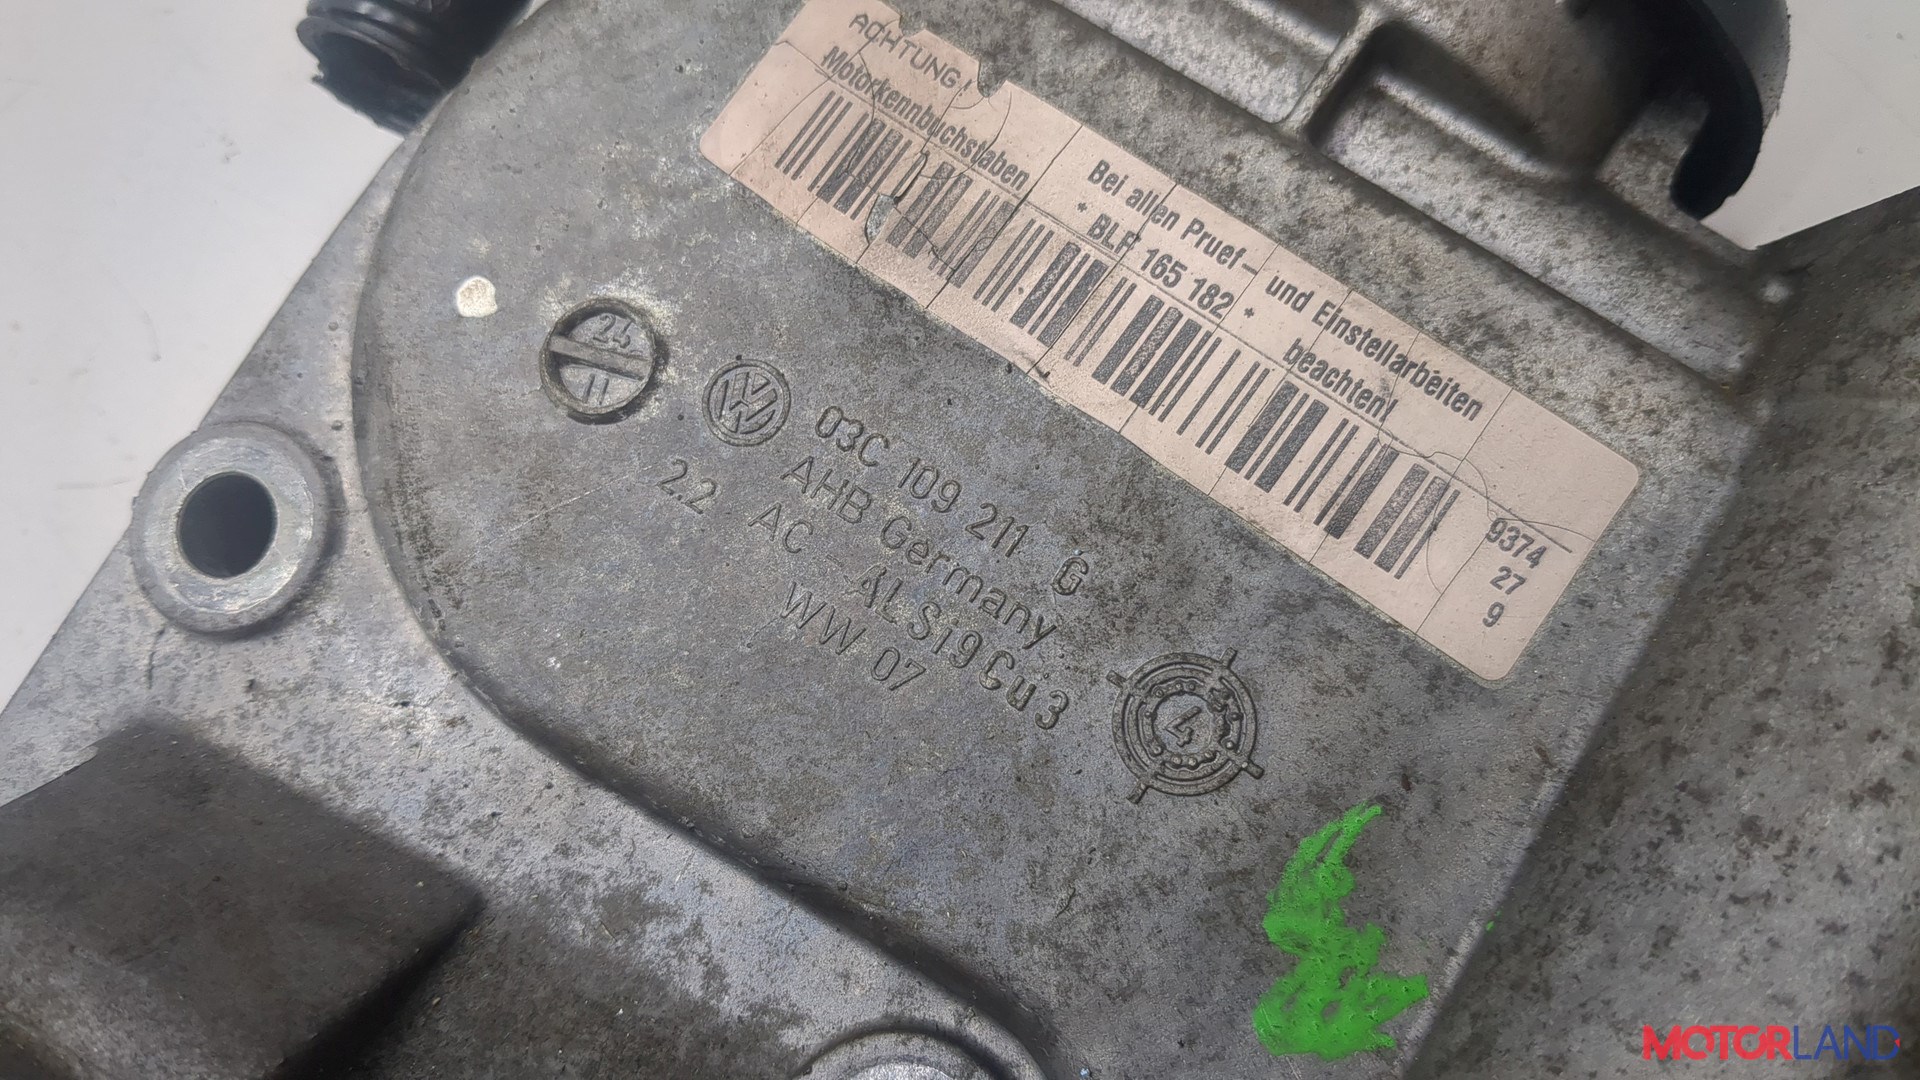 ACHTUNG!
Bei allen Pruef- und Einstellarbeiten
Motorkennbuchstaben * BLF 165 182 * beachten!
9374
27
9
24
11
VW 03C 109 211 G
AHB Germany
2.2 AC - ALSi9Cu3
WW 07
4
MOTORLAND